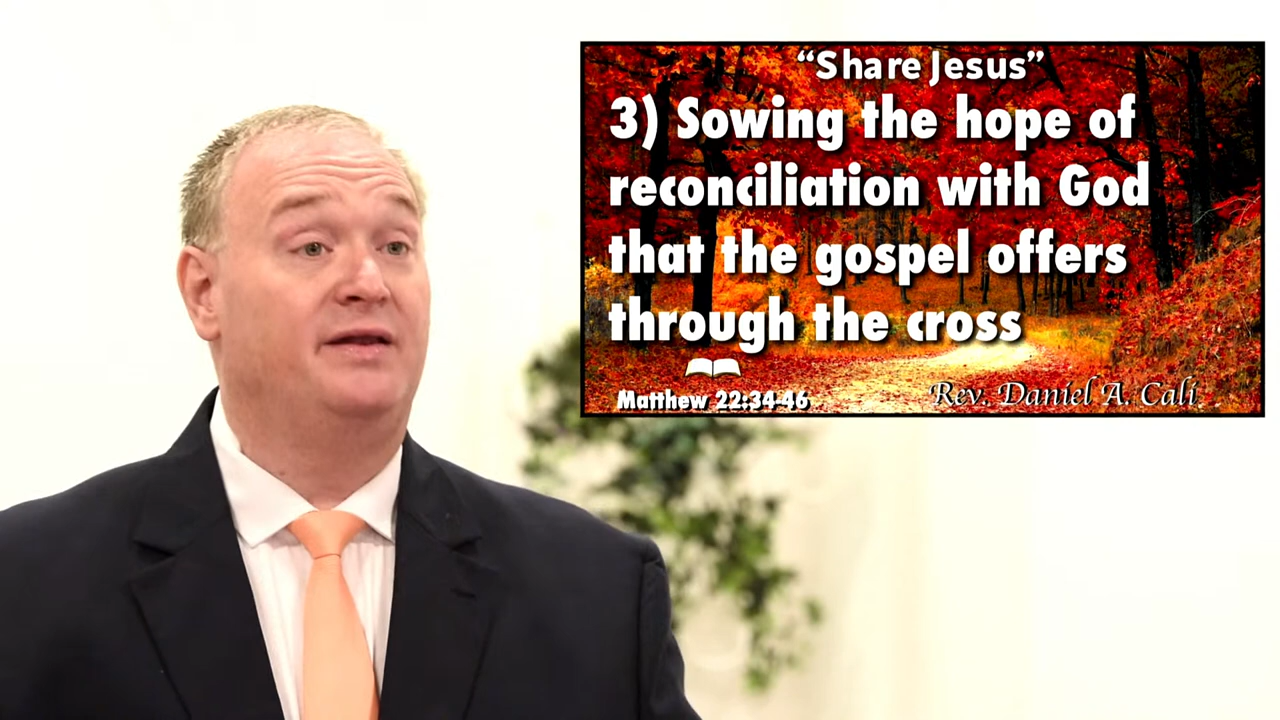 “Share Jesus”
3) Sowing the hope of
reconciliation with God
that the gospel offers
through the cross
Matthew 22:34-46
Rev. Daniel A. Cali